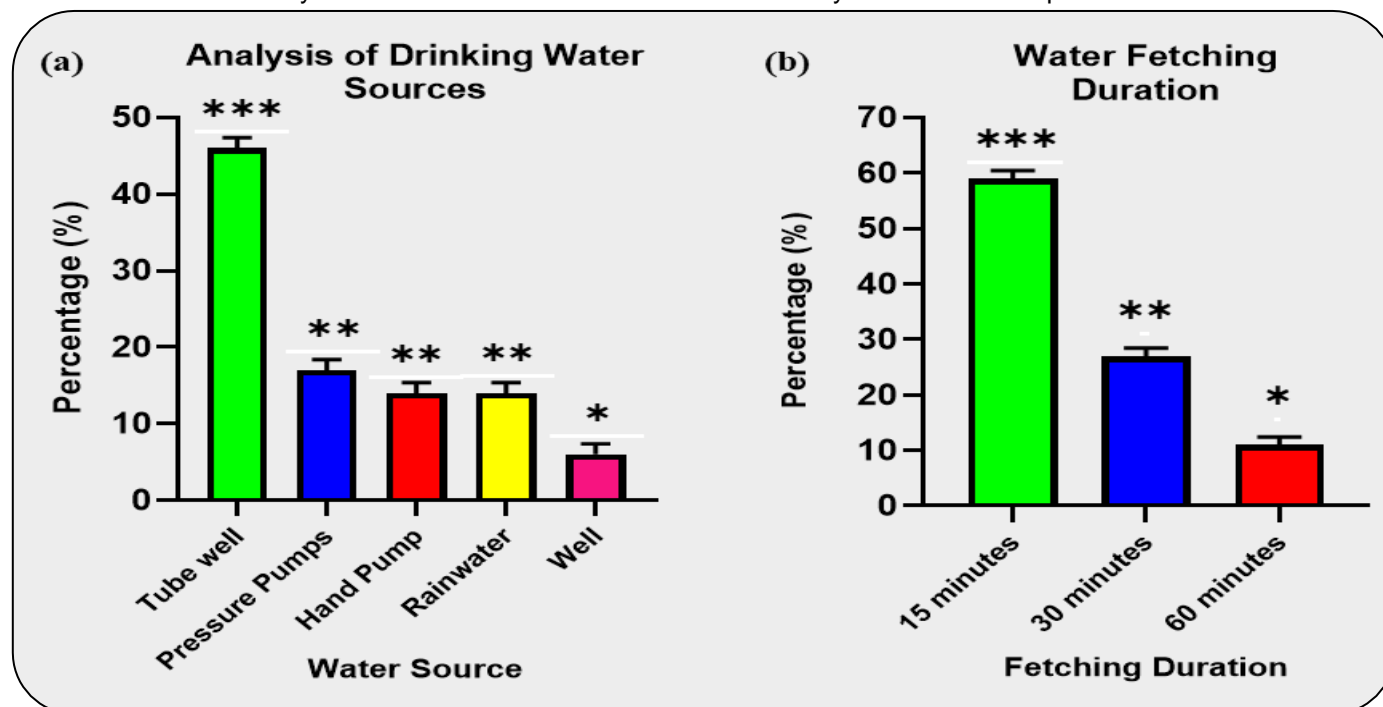 (a)
Analysis of Drinking Water
Sources
Percentage (%)
50
40
30
20
10
0
***
**
**
**
*
Tube well
Pressure Pumps
Hand Pump
Rainwater
Well
Water Source
(b)
Water Fetching
Duration
Percentage (%)
70
60
50
40
30
20
10
0
***
**
*
15 minutes
30 minutes
60 minutes
Fetching Duration